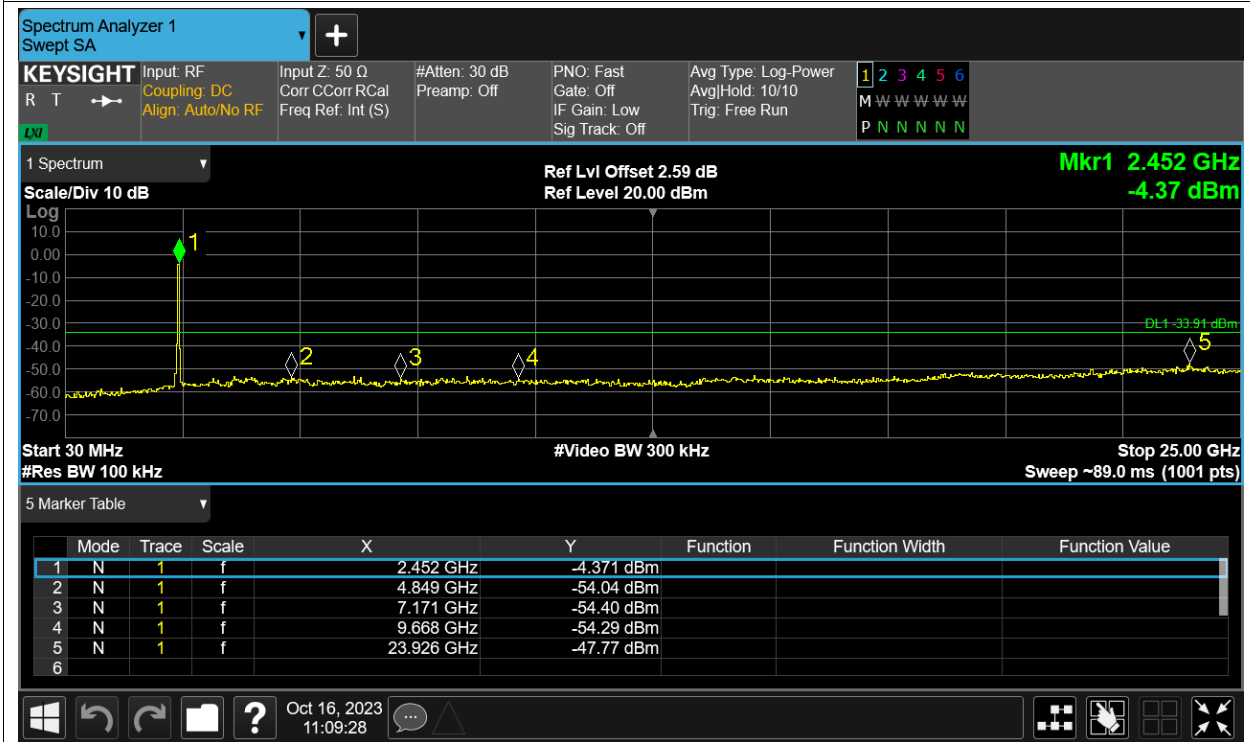 Spectrum Analyzer 1
Swept SA
KEYSIGHT
R T
LXI
Input: RF
Coupling: DC
Align: Auto/No RF
Input Z: 50 Ω
Corr CCorr RCal
Freq Ref: Int (S)
#Atten: 30 dB
Preamp: Off
PNO: Fast
Gate: Off
IF Gain: Low
Sig Track: Off
Avg Type: Log-Power
Avg|Hold: 10/10
Trig: Free Run
1 2 3 4 5 6
M W W W W W
P N N N N N
1 Spectrum
Scale/Div 10 dB
Ref Lvl Offset 2.59 dB
Ref Level 20.00 dBm
Mkr1 2.452 GHz
-4.37 dBm
Log
10.0
0.00
-10.0
-20.0
-30.0
-40.0
-50.0
-60.0
-70.0
1
2
3
4
5
DL1 -33.91 dBm
Start 30 MHz
#Res BW 100 kHz
#Video BW 300 kHz
Stop 25.00 GHz
Sweep ~89.0 ms (1001 pts)
5 Marker Table
Mode Trace Scale X Y Function Function Width Function Value
1 N 1 f 2.452 GHz -4.371 dBm
2 N 1 f 4.849 GHz -54.04 dBm
3 N 1 f 7.171 GHz -54.40 dBm
4 N 1 f 9.668 GHz -54.29 dBm
5 N 1 f 23.926 GHz -47.77 dBm
6
?
Oct 16, 2023
11:09:28